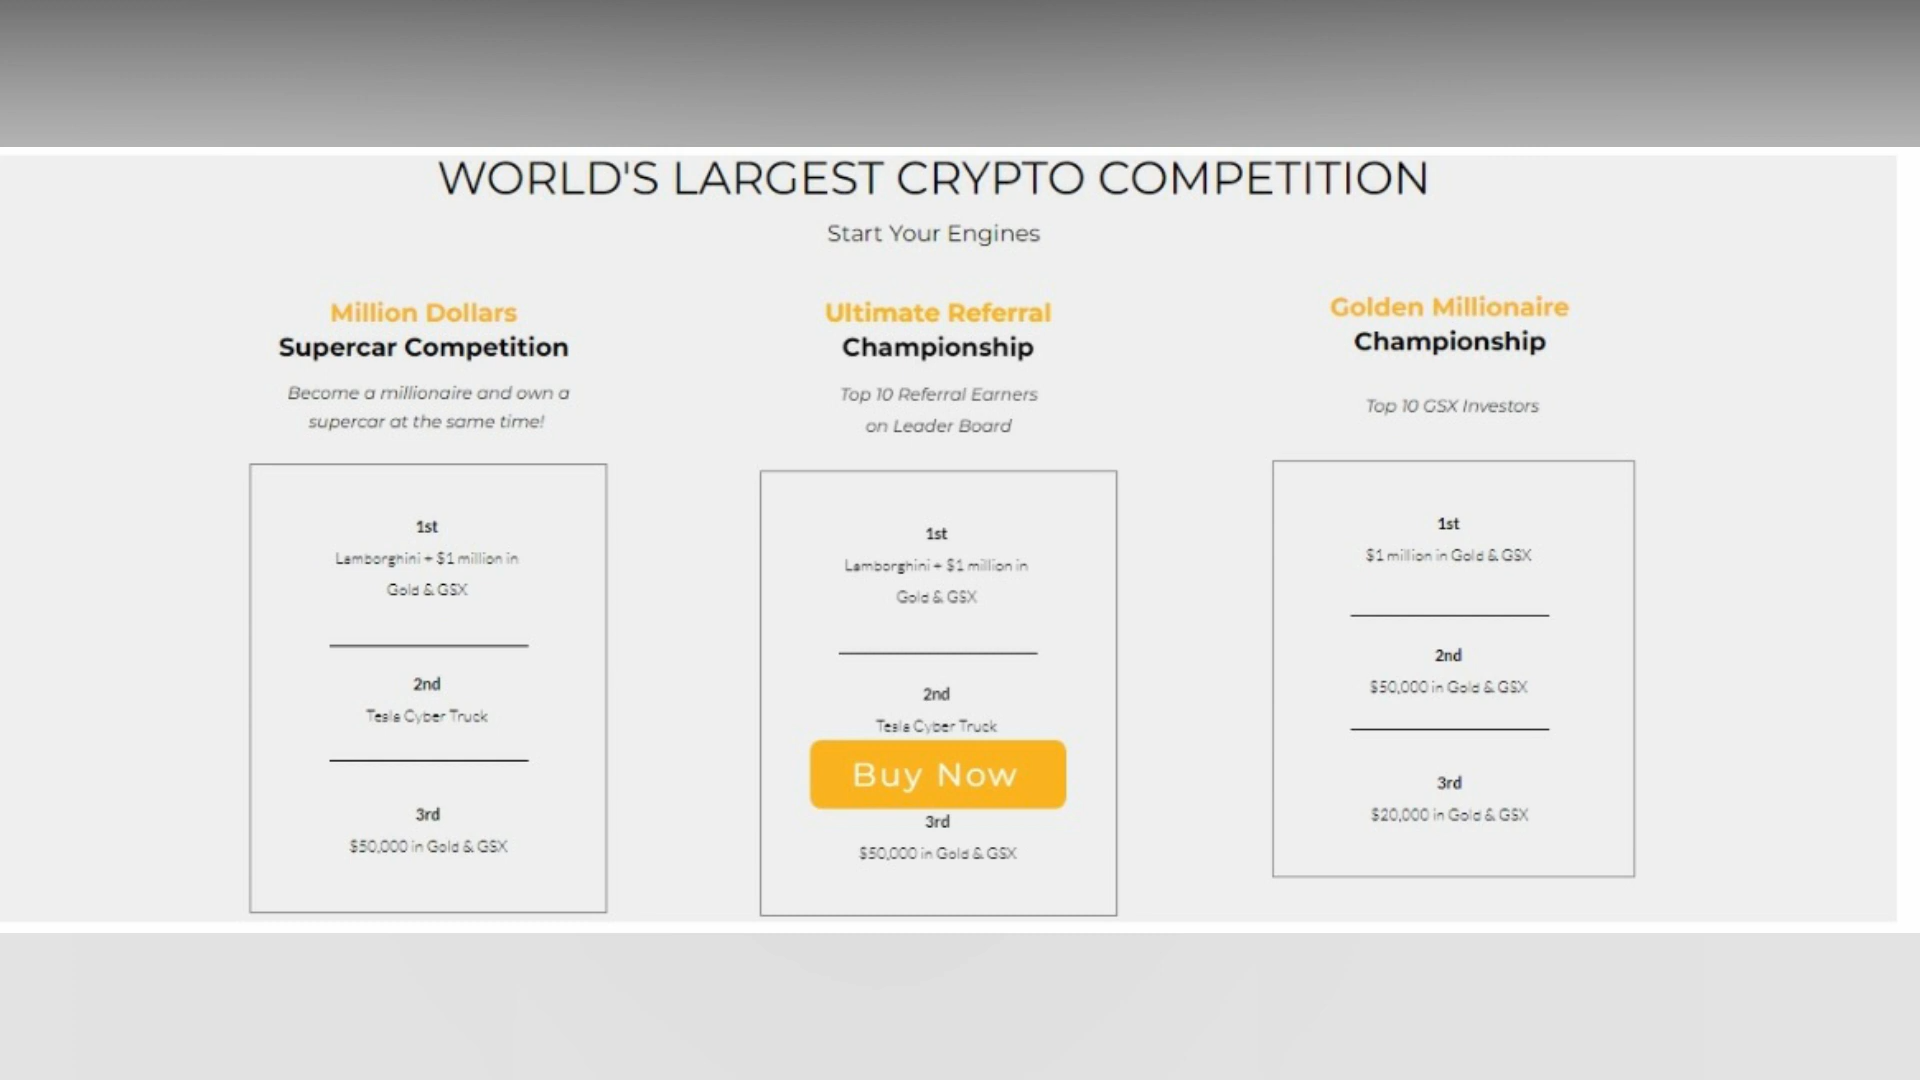 WORLD'S LARGEST CRYPTO COMPETITION
Start Your Engines
Million Dollars
Supercar Competition
Become a millionaire and own a
supercar at the same time!
1st
Lamborghini + $1 million in
Gold & GSX
2nd
Tesla Cyber Truck
3rd
$50,000 in Gold & GSX
Ultimate Referral
Championship
Top 10 Referral Earners
on Leader Board
1st
Lamborghini + $1 million in
Gold & GSX
2nd
Tesla Cyber Truck
Buy Now
3rd
$50,000 in Gold & GSX
Golden Millionaire
Championship
Top 10 GSX Investors
1st
$1 million in Gold & GSX
2nd
$50,000 in Gold & GSX
3rd
$20,000 in Gold & GSX